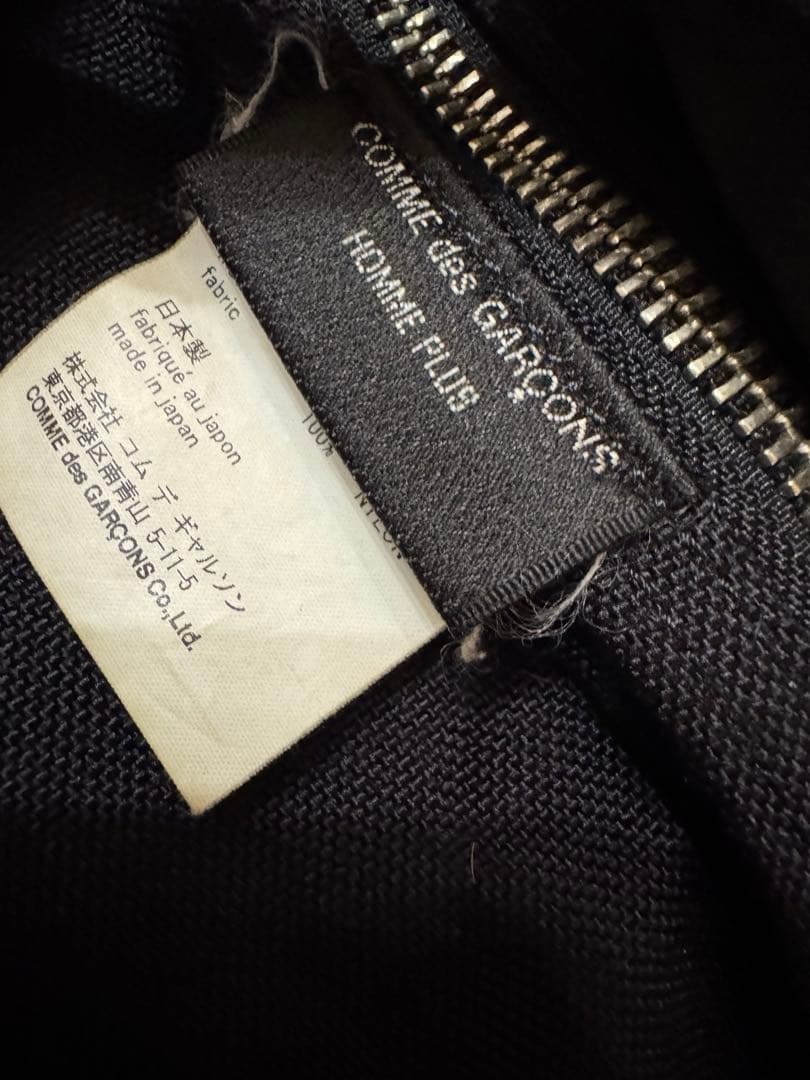 COMME des GARÇONS
HOMME PLUS
fabric 100% NYLON
日本製
fabriqué au japon
made in japan
株式会社 コム デ ギャルソン
東京都港区南青山 5-11-5
COMME des GARÇONS Co.,Ltd.